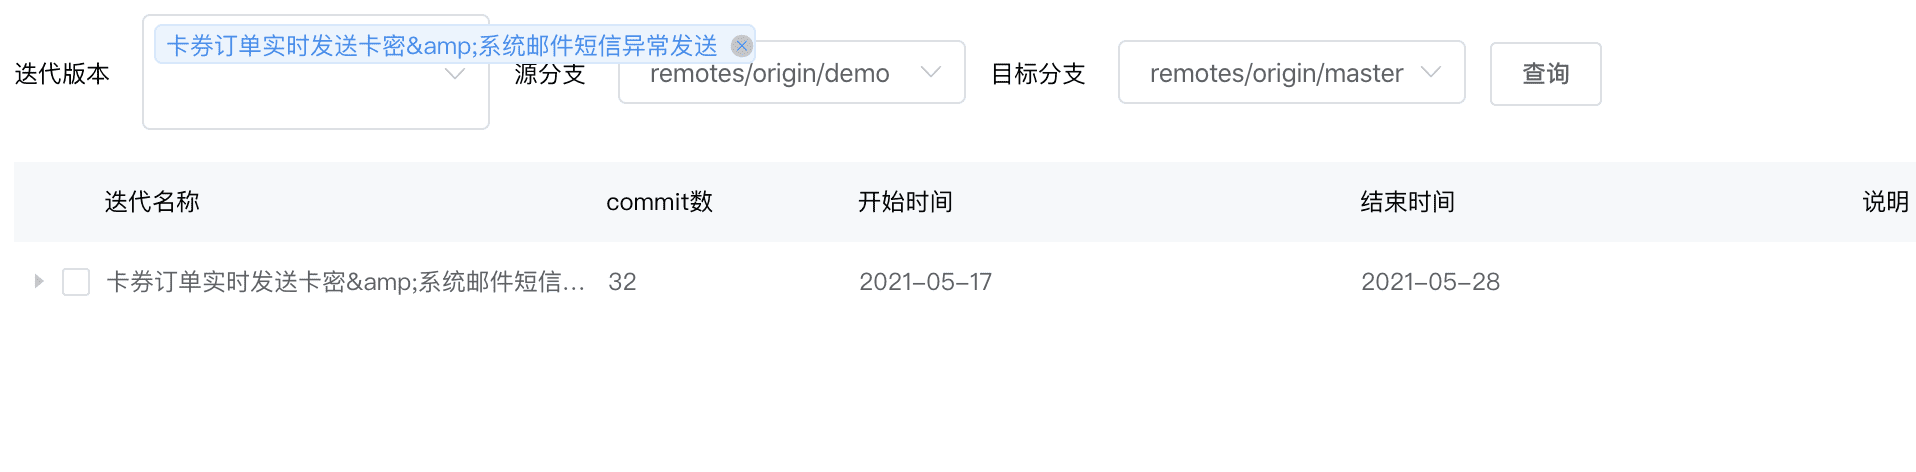 迭代版本 卡券订单实时发送卡密&amp;系统邮件短信异常发送 源分支 remotes/origin/demo 目标分支 remotes/origin/master 查询
迭代名称 commit数 开始时间 结束时间 说明
卡券订单实时发送卡密&amp;系统邮件短信... 32 2021-05-17 2021-05-28